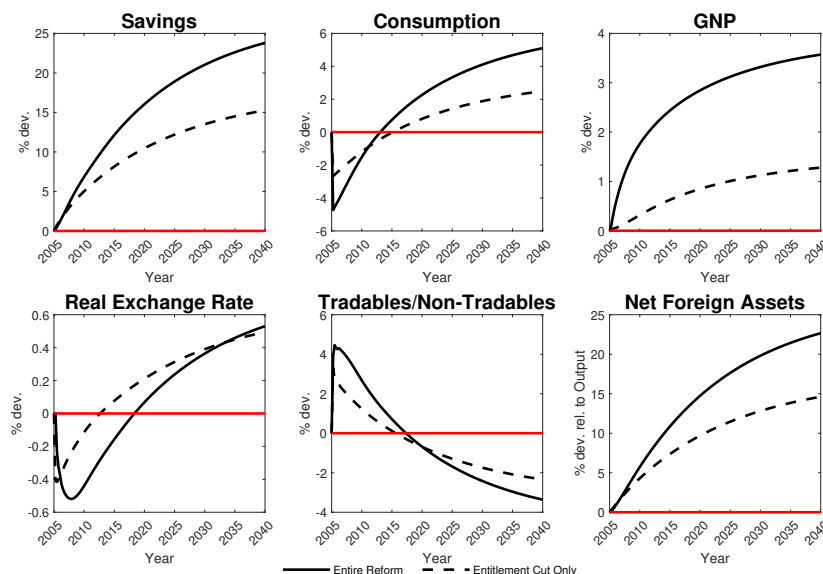 Savings
Consumption
GNP
25
20
15
10
5
0
% dev.
2005 2010 2015 2020 2025 2030 2035 2040
Year
6
4
2
0
-2
-4
-6
% dev.
2005 2010 2015 2020 2025 2030 2035 2040
Year
4
3
2
1
0
% dev.
2005 2010 2015 2020 2025 2030 2035 2040
Year
Real Exchange Rate
Tradables/Non-Tradables
Net Foreign Assets
0.6
0.4
0.2
0
-0.2
-0.4
-0.6
% dev.
2005 2010 2015 2020 2025 2030 2035 2040
Year
6
4
2
0
-2
-4
% dev.
2005 2010 2015 2020 2025 2030 2035 2040
Year
25
20
15
10
5
0
% dev. rel. to Output
2005 2010 2015 2020 2025 2030 2035 2040
Year
Entire Reform
Entitlement Cut Only